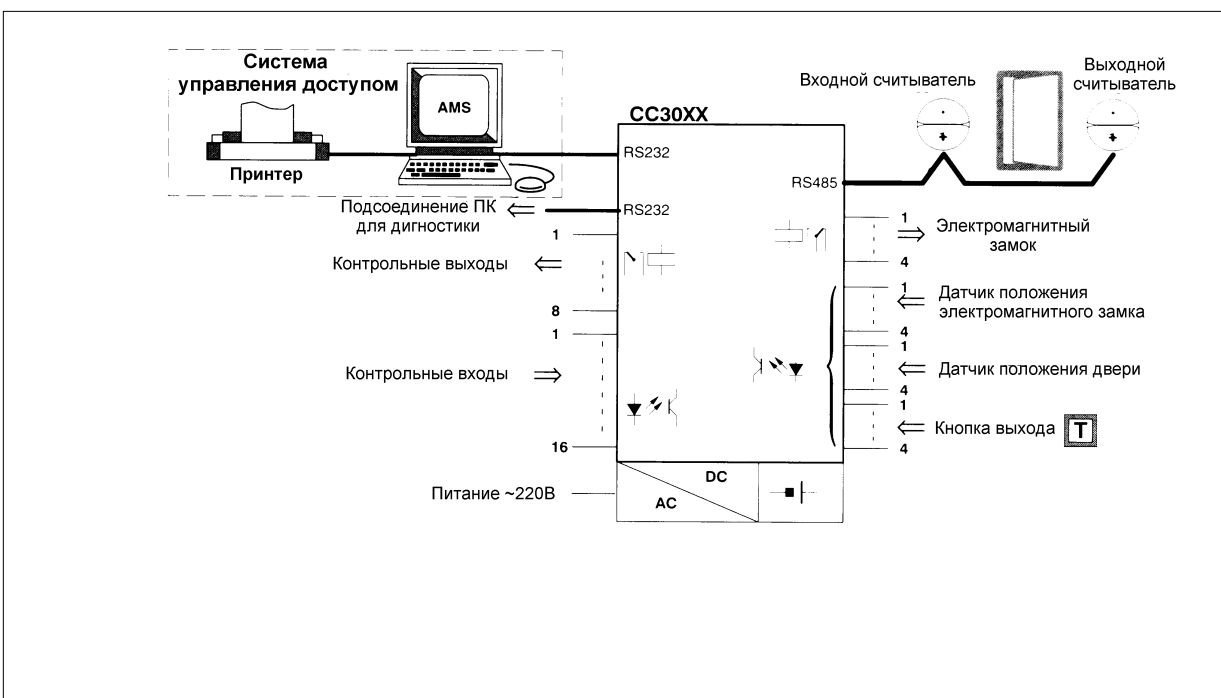 Система
управления доступом
AMS
Принтер
CC30XX
RS232
RS232
Подсоединение ПК
для дигностики
1
Контрольные выходы
8
1
Контрольные входы
16
Питание ~220В
AC
DC
Входной считыватель
Выходной
считыватель
RS485
1
Электромагнитный
замок
4
1
Датчик положения
электромагнитного замка
4
1
Датчик положения двери
4
1
Кнопка выхода
T
4